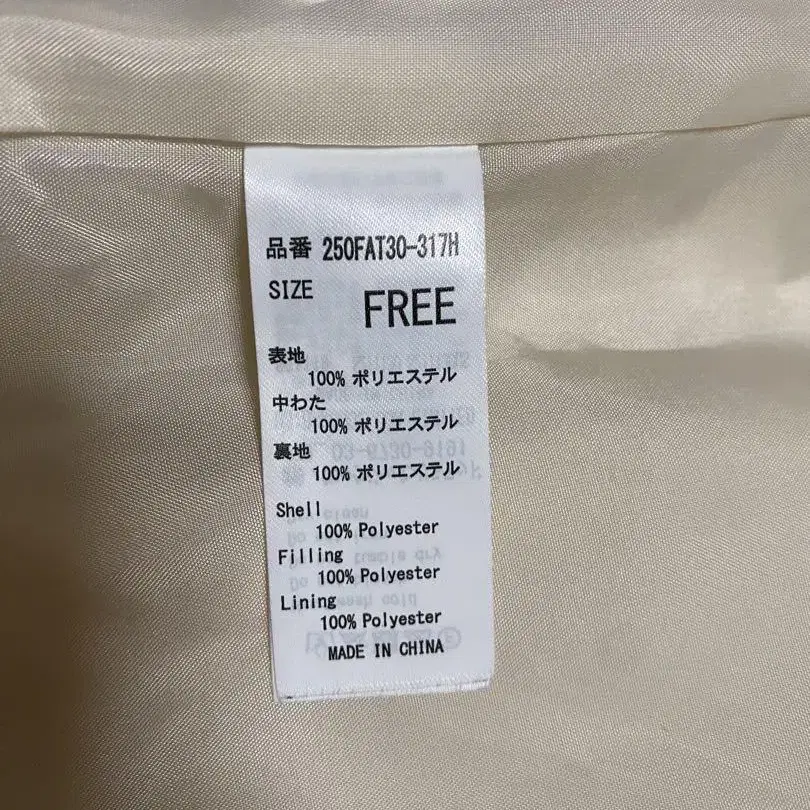 品番 250FAT30-317H
SIZE
FREE
表地
100% ポリエステル
中わた
100% ポリエステル
裏地
100% ポリエステル
Shell
100% Polyester
Filling
100% Polyester
Lining
100% Polyester
MADE IN CHINA